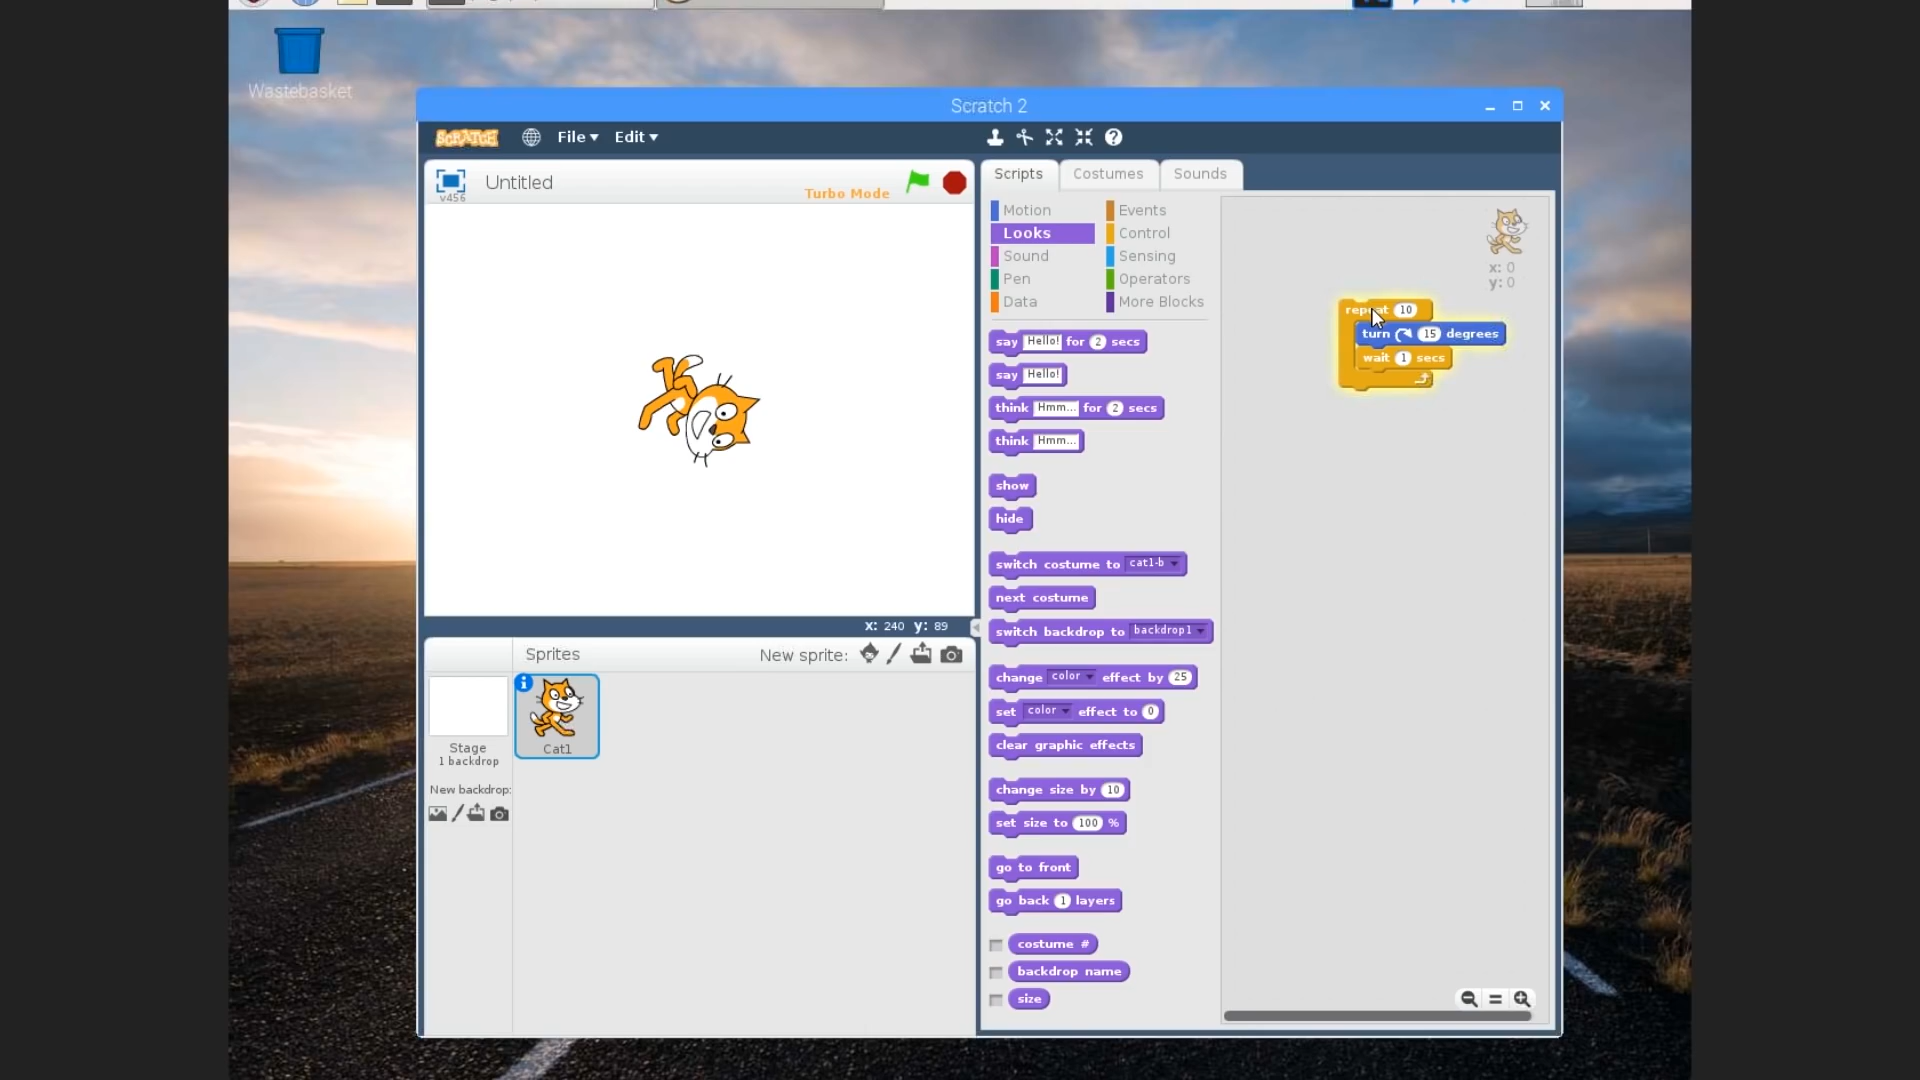 Wastebasket
Scratch 2
SCRATCH File Edit
v456
Untitled
Turbo Mode
x: 240 y: 89
Sprites
New sprite:
Stage
1 backdrop
New backdrop:
Cat1
Scripts Costumes Sounds
Motion
Looks
Sound
Pen
Data
Events
Control
Sensing
Operators
More Blocks
say Hello! for 2 secs
say Hello!
think Hmm... for 2 secs
think Hmm...
show
hide
switch costume to cat1-b
next costume
switch backdrop to backdrop1
change color effect by 25
set color effect to 0
clear graphic effects
change size by 10
set size to 100 %
go to front
go back 1 layers
costume #
backdrop name
size
x: 0
y: 0
repeat 10
turn 15 degrees
wait 1 secs